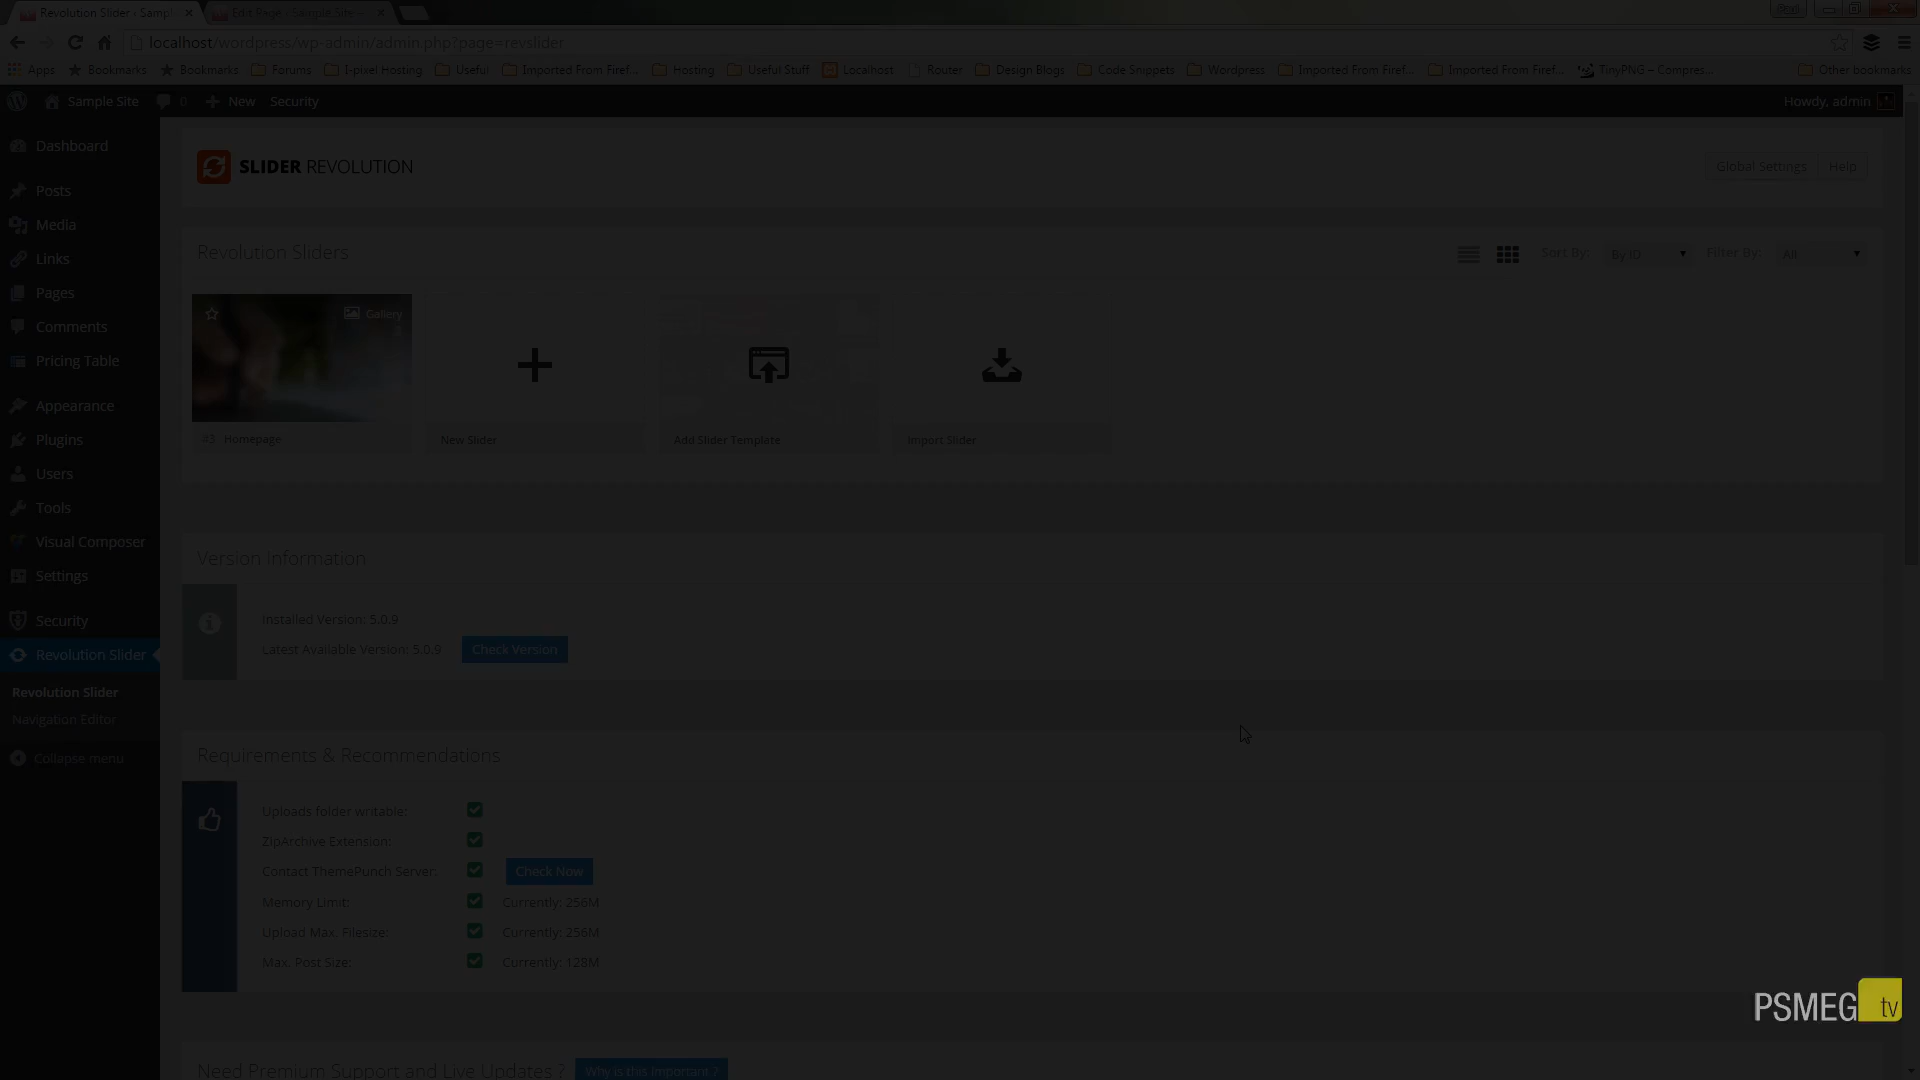 Revolution Slider ‹ Sampl
Edit Page ‹ Sample Site
localhost/wordpress/wp-admin/admin.php?page=revslider
Apps Bookmarks Bookmarks Forums I-pixel Hosting Useful Imported From Firef... Hosting Useful Stuff Localhost Router Design Blogs Code Snippets Wordpress Imported From Firef... Imported From Firef... TinyPNG – Compres... Other bookmarks
Sample Site 0 New Security Howdy, admin
Dashboard
Posts
Media
Links
Pages
Comments
Pricing Table
Appearance
Plugins
Users
Tools
Visual Composer
Settings
Security
Revolution Slider
Revolution Slider
Navigation Editor
Collapse menu
SLIDER REVOLUTION
Global Settings Help
Revolution Sliders
Sort By: By ID Filter By: All
Gallery
#3 Homepage
New Slider
Add Slider Template
Import Slider
Version Information
Installed Version: 5.0.9
Latest Available Version: 5.0.9 Check Version
Requirements & Recommendations
Uploads folder writable:
ZipArchive Extension:
Contact ThemePunch Server: Check Now
Memory Limit: Currently: 256M
Upload Max. Filesize: Currently: 256M
Max. Post Size: Currently: 128M
Need Premium Support and Live Updates ? Why is this Important ?
PSMEG tv